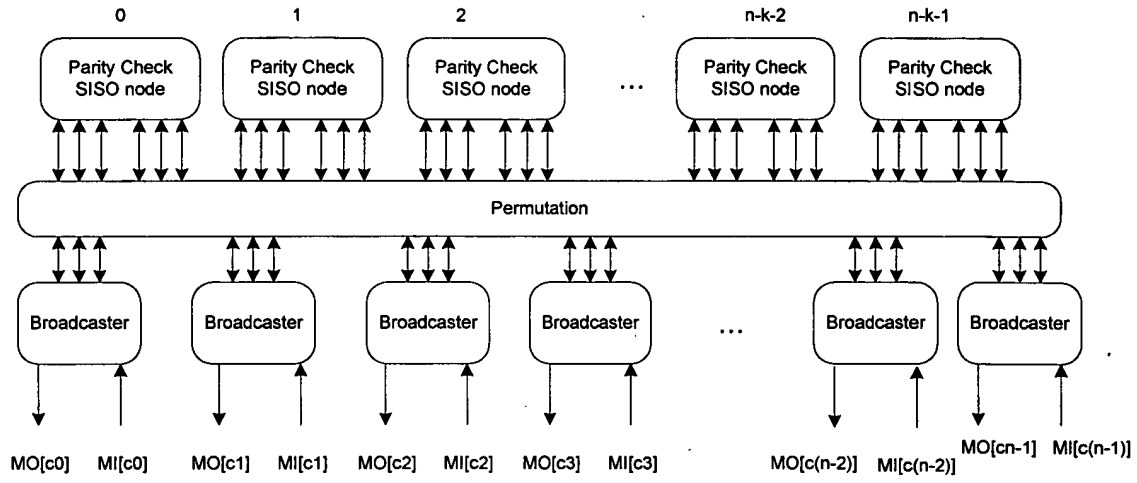 0 1 2 n-k-2 n-k-1
Parity Check Parity Check Parity Check Parity Check Parity Check
SISO node SISO node SISO node ... SISO node SISO node
Permutation
Broadcaster Broadcaster Broadcaster Broadcaster ... Broadcaster Broadcaster
MO[c0] MI[c0] MO[c1] MI[c1} MO[c2] MI[c2] MO[c3] MI[c3] MO[c(n-2)] MI[c(n-2)] MO[cn-1] MI[c(n-1)]